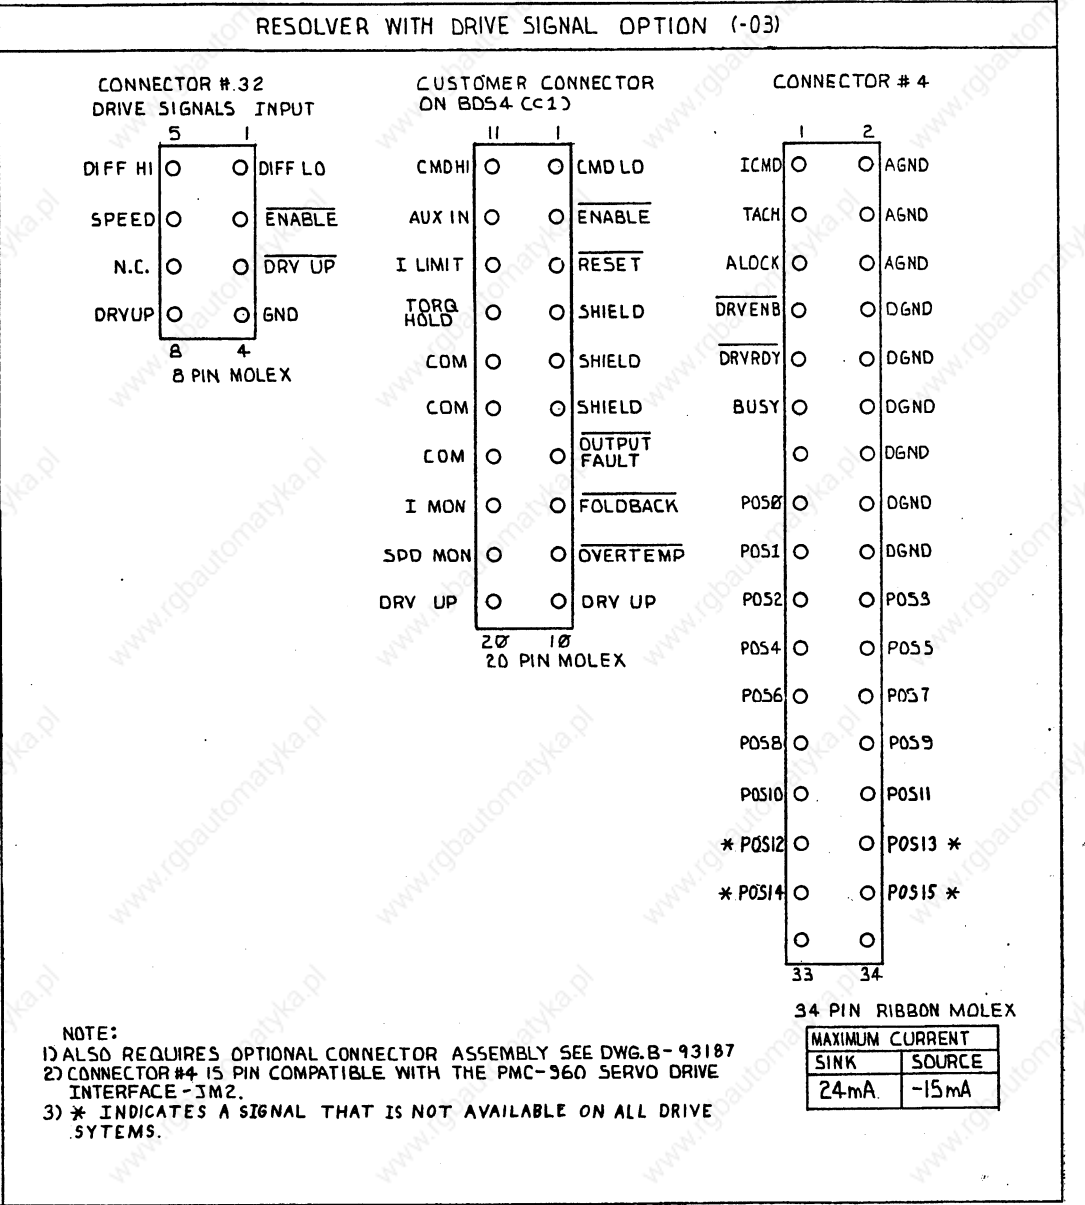 RESOLVER WITH DRIVE SIGNAL OPTION (-03)
CONNECTOR #.32
DRIVE SIGNALS INPUT
5 1
DIFF HI DIFF LO
SPEED ENABLE
N.C. DRV UP
DRVUP GND
8 4
8 PIN MOLEX
CUSTOMER CONNECTOR
ON BDS4 (C1)
11 1
CMDHI CMD LO
AUX IN ENABLE
I LIMIT RESET
TORQ
HOLD SHIELD
COM SHIELD
COM SHIELD
COM OUTPUT
FAULT
I MON FOLDBACK
SPD MON OVERTEMP
DRV UP DRV UP
20 10
20 PIN MOLEX
CONNECTOR # 4
1 2
ICMD AGND
TACH AGND
ALOCK AGND
DRVENB DGND
DRVRDY DGND
BUSY DGND
DGND
POS0 DGND
POS1 DGND
POS2 POS3
POS4 POS5
POS6 POS7
POS8 POS9
POS10 POS11
* POS12 POS13 *
* POS14 POS15 *
33 34
34 PIN RIBBON MOLEX
MAXIMUM CURRENT
SINK SOURCE
24mA. -15mA
NOTE:
1) ALSO REQUIRES OPTIONAL CONNECTOR ASSEMBLY SEE DWG.B-93187
2) CONNECTOR #4 IS PIN COMPATIBLE WITH THE PMC-960 SERVO DRIVE
INTERFACE-JM2.
3) * INDICATES A SIGNAL THAT IS NOT AVAILABLE ON ALL DRIVE
SYTEMS.
www.rgbautomatyka.pl